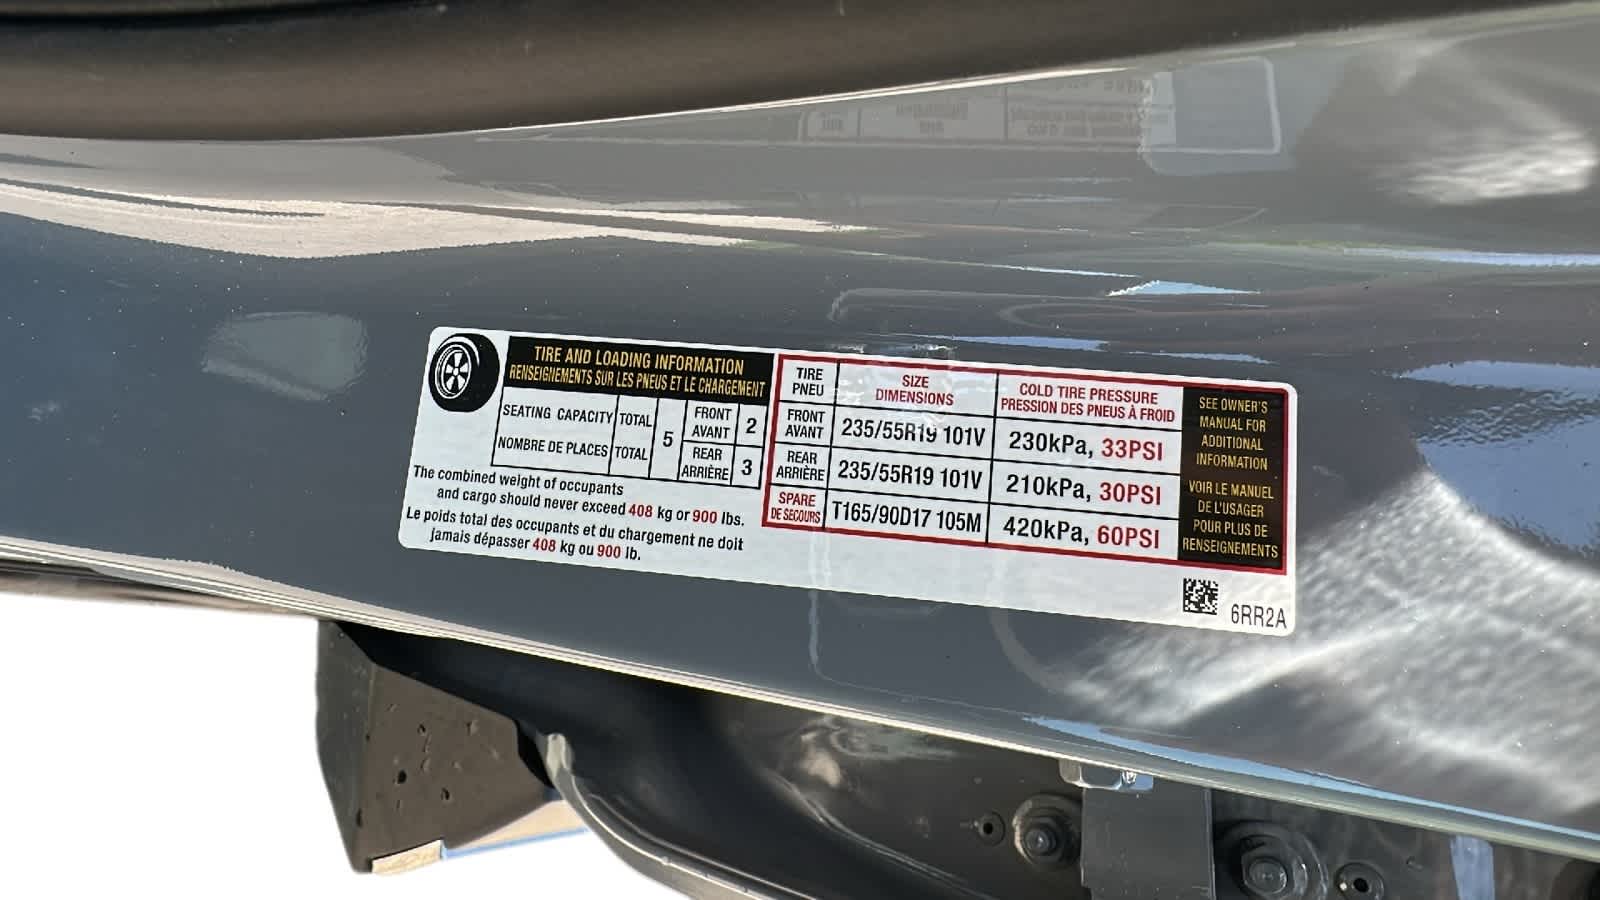 TIRE AND LOADING INFORMATION
RENSEIGNEMENTS SUR LES PNEUS ET LE CHARGEMENT
SEATING CAPACITY TOTAL 5 FRONT AVANT 2
NOMBRE DE PLACES TOTAL REAR ARRIÈRE 3
The combined weight of occupants
and cargo should never exceed 408 kg or 900 lbs.
Le poids total des occupants et du chargement ne doit
jamais dépasser 408 kg ou 900 lb.
TIRE PNEU SIZE DIMENSIONS COLD TIRE PRESSURE PRESSION DES PNEUS À FROID
FRONT AVANT 235/55R19 101V 230kPa, 33PSI
REAR ARRIÈRE 235/55R19 101V 210kPa, 30PSI
SPARE DE SECOURS T165/90D17 105M 420kPa, 60PSI
SEE OWNER'S
MANUAL FOR
ADDITIONAL
INFORMATION
VOIR LE MANUEL
DE L'USAGER
POUR PLUS DE
RENSEIGNEMENTS
6RR2A